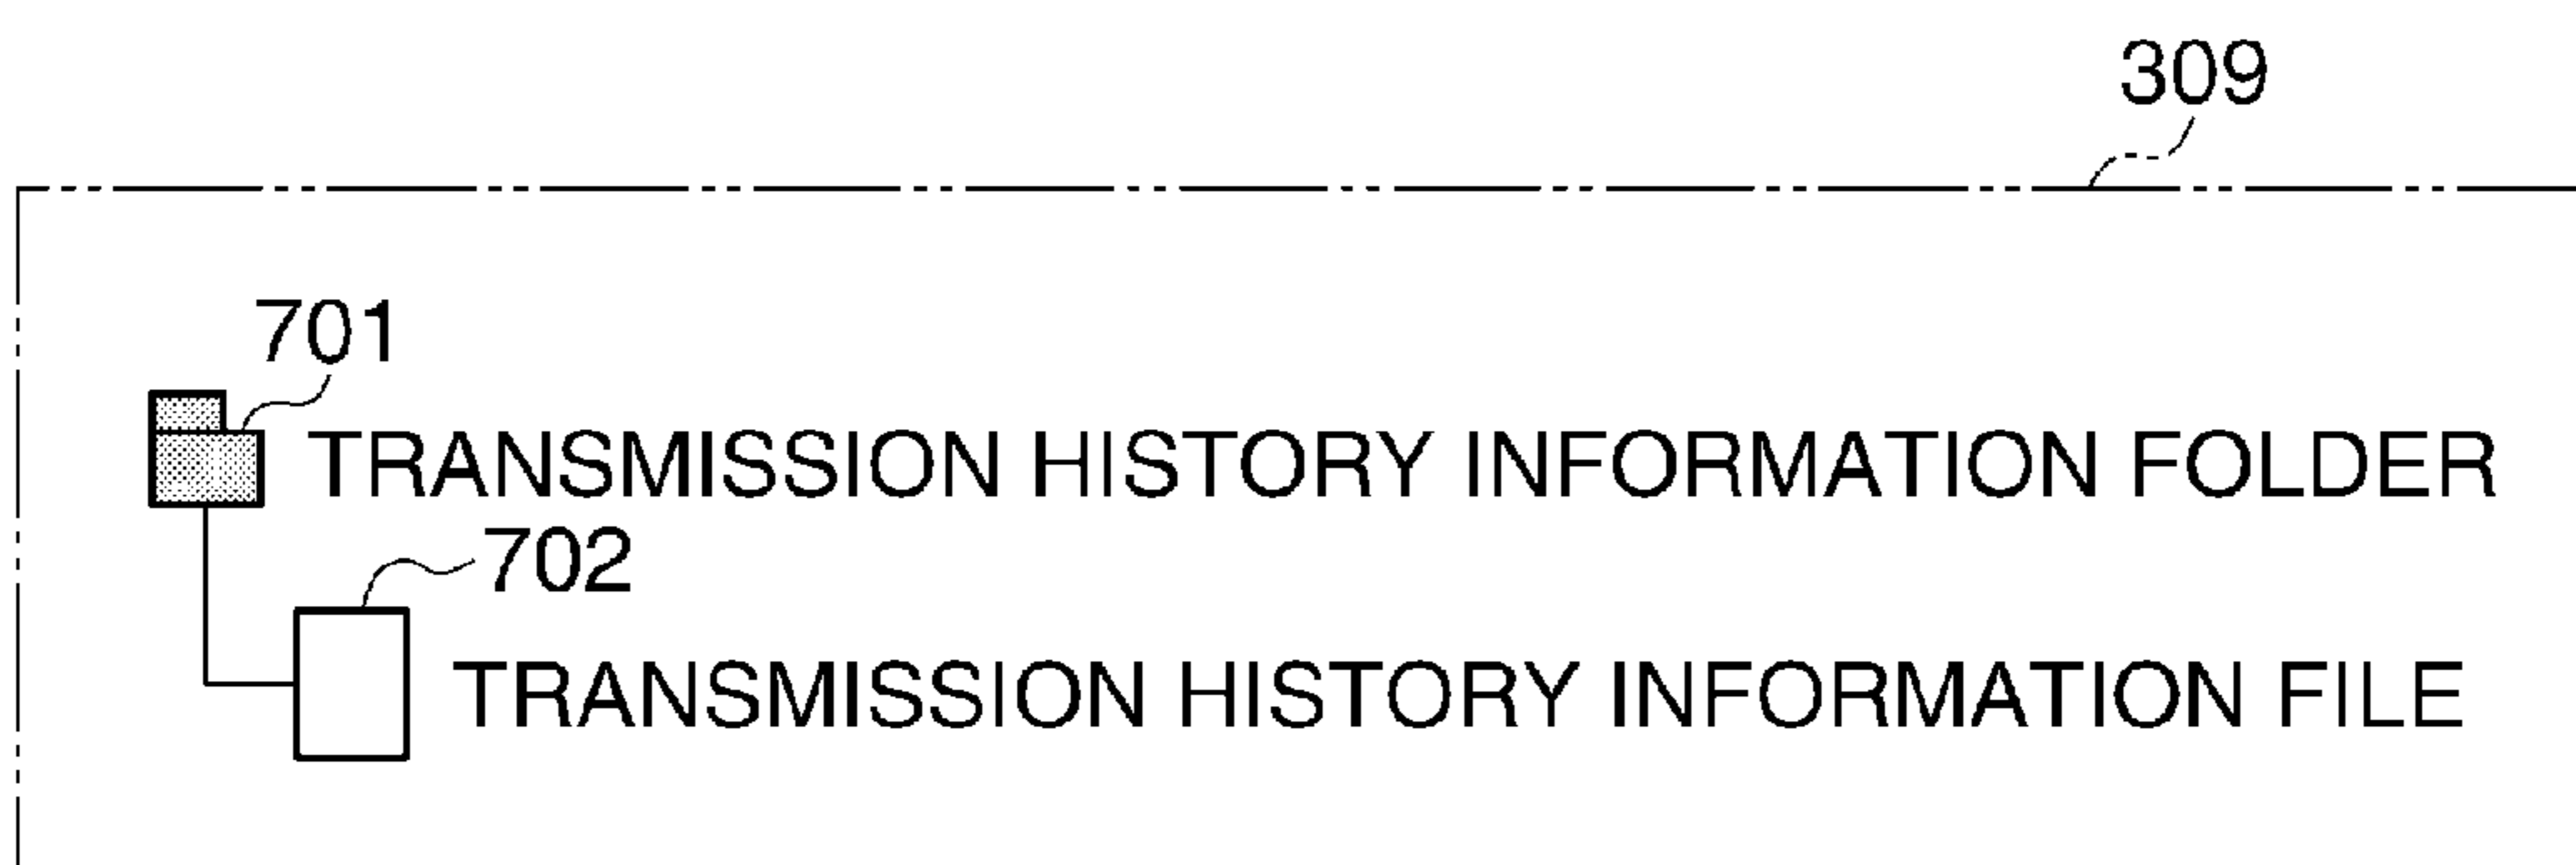 309
701
TRANSMISSION HISTORY INFORMATION FOLDER
702
TRANSMISSION HISTORY INFORMATION FILE